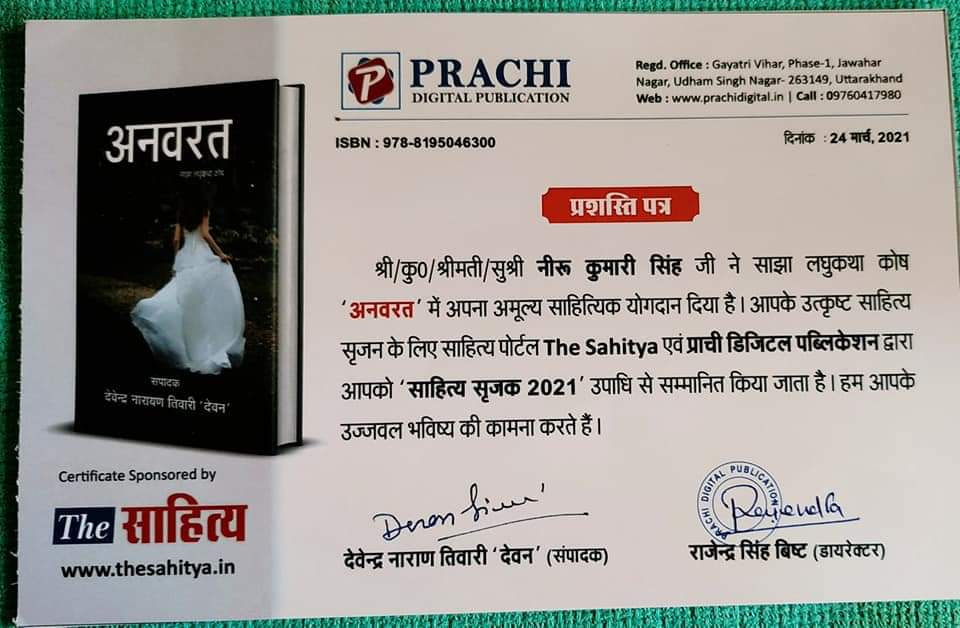 अनवरत
साझा लघुकथा कोष
संपादक
देवेन्द्र नारायण तिवारी 'देवन'
Certificate Sponsored by
The साहित्य
www.thesahitya.in
PRACHI
DIGITAL PUBLICATION
Regd. Office : Gayatri Vihar, Phase-1, Jawahar
Nagar, Udham Singh Nagar- 263149, Uttarakhand
Web : www.prachidigital.in | Call : 09760417980
ISBN : 978-8195046300
दिनांक : 24 मार्च, 2021
प्रशस्ति पत्र
श्री/कु0/श्रीमती/सुश्री नीरू कुमारी सिंह जी ने साझा लघुकथा कोष
'अनवरत' में अपना अमूल्य साहित्यिक योगदान दिया है। आपके उत्कृष्ट साहित्य
सृजन के लिए साहित्य पोर्टल The Sahitya एवं प्राची डिजिटल पब्लिकेशन द्वारा
आपको 'साहित्य सृजक 2021' उपाधि से सम्मानित किया जाता है। हम आपके
उज्जवल भविष्य की कामना करते हैं।
देवेन्द्र नाराण तिवारी 'देवन' (संपादक)
PRACHI DIGITAL PUBLICATION
Rajendra
राजेन्द्र सिंह बिष्ट (डायरेक्टर)